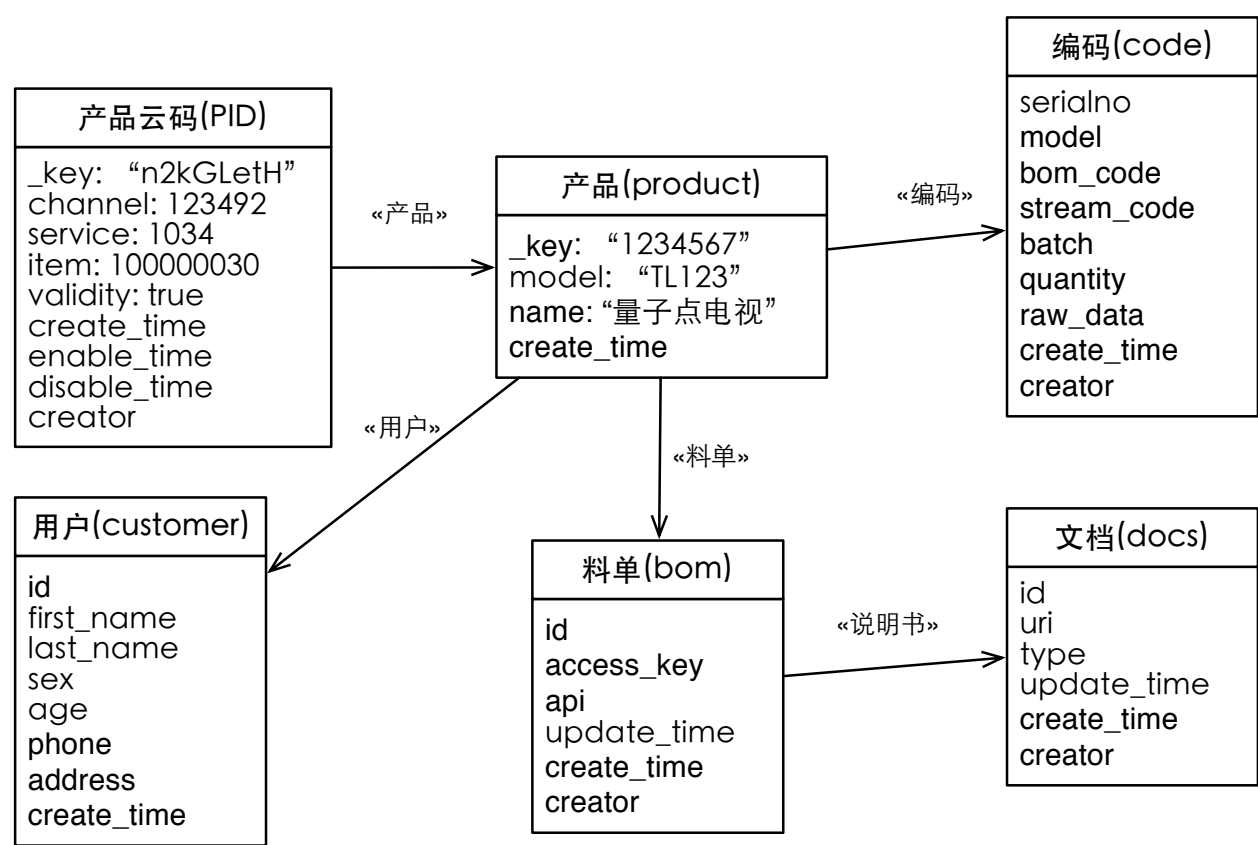 产品云码(PID)
_key: “n2kGLetH”
channel: 123492
service: 1034
item: 100000030
validity: true
create_time
enable_time
disable_time
creator
«产品»
产品(product)
_key: “1234567”
model: “TL123”
name: “量子点电视”
create_time
«编码»
编码(code)
serialno
model
bom_code
stream_code
batch
quantity
raw_data
create_time
creator
«用户»
«料单»
用户(customer)
id
first_name
last_name
sex
age
phone
address
create_time
料单(bom)
id
access_key
api
update_time
create_time
creator
«说明书»
文档(docs)
id
uri
type
update_time
create_time
creator